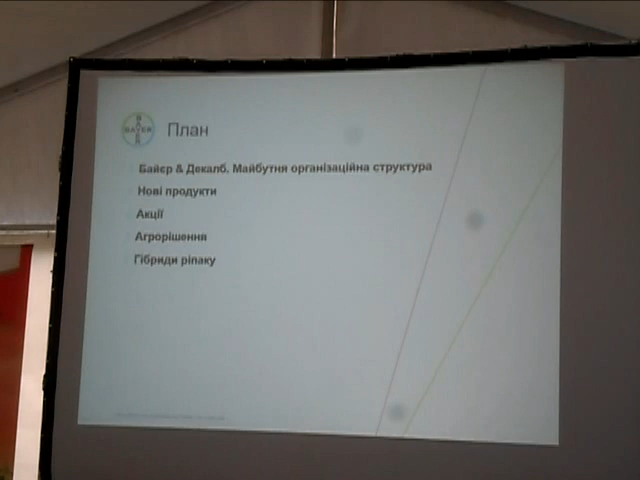 BAYER
План
Байєр & Декалб. Майбутня організаційна структура
Нові продукти
Акції
Агрорішення
Гібриди ріпаку